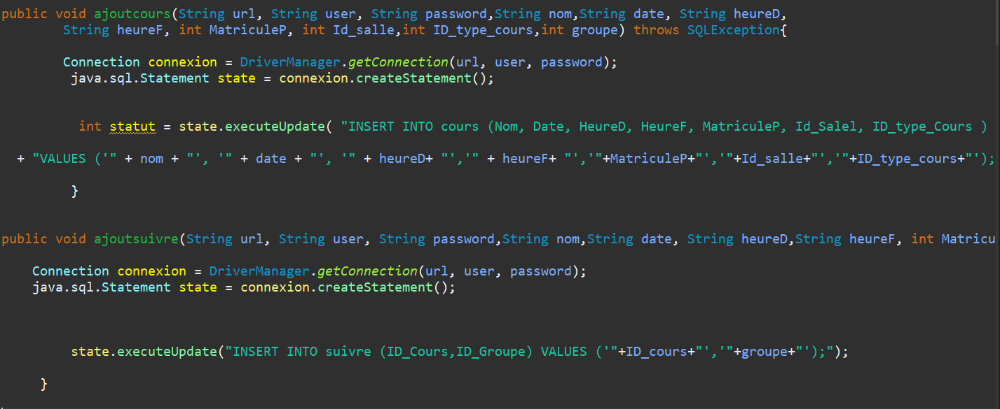 public void ajoutcours(String url, String user, String password,String nom,String date, String heureD,
String heureF, int MatriculeP, int Id_salle,int ID_type_cours,int groupe) throws SQLException{
Connection connexion = DriverManager.getConnection(url, user, password);
java.sql.Statement state = connexion.createStatement();
int statut = state.executeUpdate( "INSERT INTO cours (Nom, Date, HeureD, HeureF, MatriculeP, Id_Salel, ID_type_Cours )
+ "VALUES ('" + nom + "', '" + date + "', '" + heureD+ "','" + heureF+ "','"+MatriculeP+"','"+Id_salle+"','"+ID_type_cours+"');
}
public void ajoutsuivre(String url, String user, String password,String nom,String date, String heureD,String heureF, int Matricu
Connection connexion = DriverManager.getConnection(url, user, password);
java.sql.Statement state = connexion.createStatement();
state.executeUpdate("INSERT INTO suivre (ID_Cours,ID_Groupe) VALUES ('"+ID_cours+"','"+groupe+"');");
}